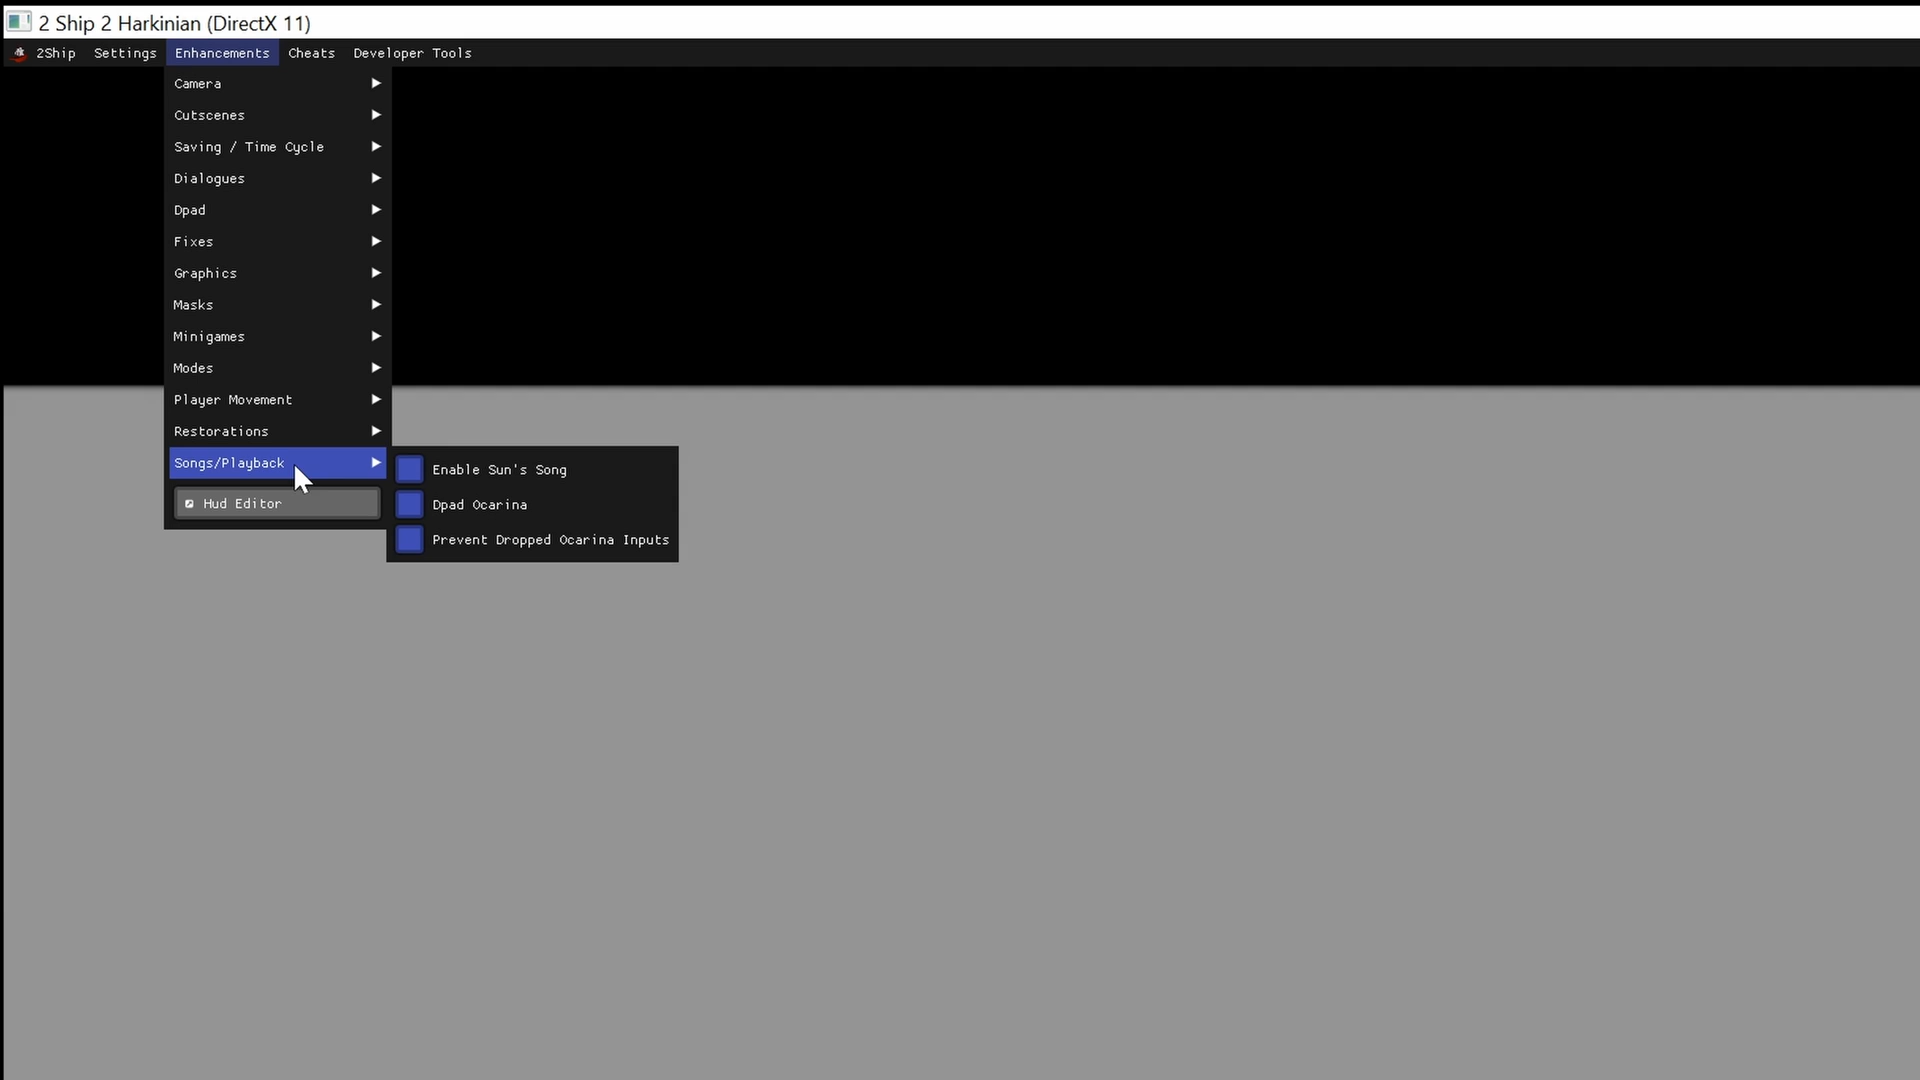 2 Ship 2 Harkinian (DirectX 11)
2Ship Settings Enhancements Cheats Developer Tools
Camera
Cutscenes
Saving / Time Cycle
Dialogues
Dpad
Fixes
Graphics
Masks
Minigames
Modes
Player Movement
Restorations
Songs/Playback
Hud Editor
Enable Sun's Song
Dpad Ocarina
Prevent Dropped Ocarina Inputs